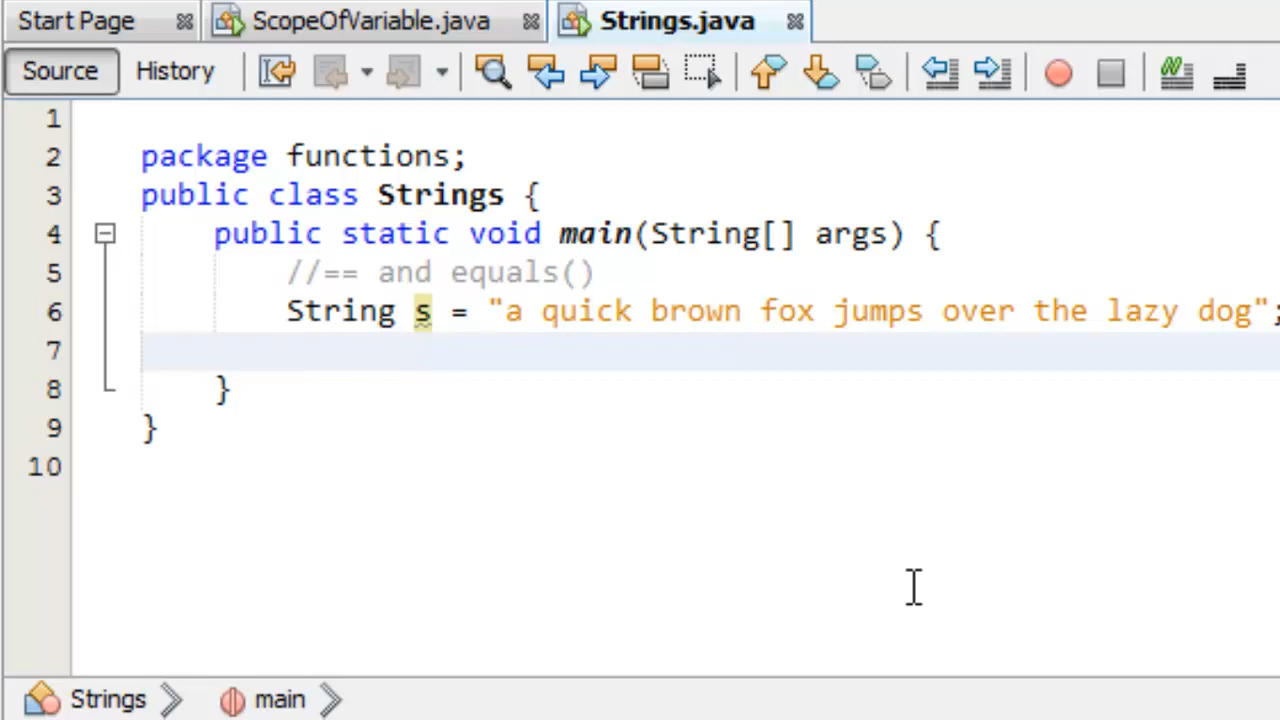 Start Page ScopeOfVariable.java Strings.java
Source History
1
2 package functions;
3 public class Strings {
4 public static void main(String[] args) {
5 //== and equals()
6 String s = "a quick brown fox jumps over the lazy dog";
7
8 }
9 }
10
Strings main